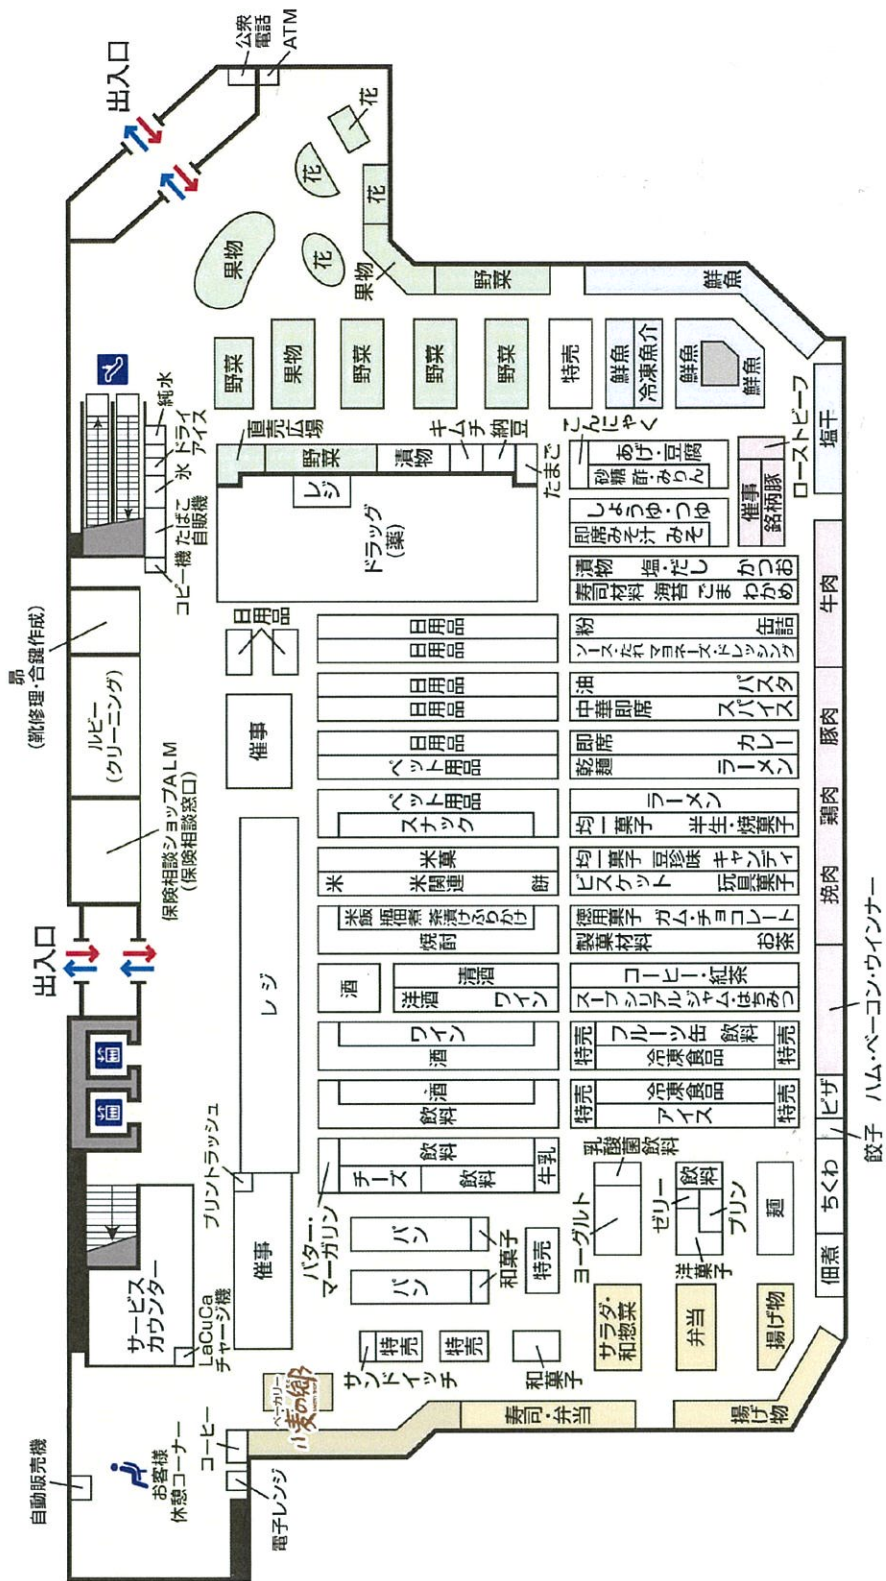 公衆
電話
ATM
出入口
花
花
花
花
果物
果物
野菜
鮮魚
野菜
果物
野菜
野菜
野菜
特売
鮮魚
冷凍魚介
鮮魚
鮮魚
純水
ドライ
アイス
氷
たばこ
自販機
コピー機
直売広場
野菜
漬物
キムチ
納豆
たまご
レジ
ドラッグ
(薬)
こんにゃく
あげ・豆腐
砂糖 酢・みりん
しょうゆ・つゆ
即席みそ汁 みそ
ローストビーフ
塩干
催事
銘柄豚
漬物 塩・だし かつお
寿司材料 海苔 ごま わかめ
牛肉
昴
(靴修理・合鍵作成)
ルビー
(クリーニング)
保険相談ショップALM
(保険相談窓口)
日用品
催事
日用品
日用品
粉 缶詰
ソース・たれ マヨネーズ・ドレッシング
日用品
日用品
油 パスタ
中華即席 スパイス
豚肉
日用品
ペット用品
即席 カレー
乾麺 ラーメン
ペット用品
スナック
ラーメン
均一菓子 半生・焼菓子
鶏肉
米菓
米 米関連 餅
均一菓子 豆珍味 キャンディ
ビスケット 玩具菓子
挽肉
米飯 瓶佃煮 茶漬けふりかけ
焼酎
徳用菓子 ガム・チョコレート
製菓材料 お茶
出入口
レジ
酒
清酒
洋酒 ワイン
コーヒー・紅茶
スープ シリアル ジャム・はちみつ
ハム・ベーコン・ウィンナー
ワイン
酒
特売
フルーツ缶 飲料
冷凍食品
特売
酒
飲料
特売
冷凍食品
アイス
特売
ピザ
餃子
プリントラッシュ
催事
バター・
マーガリン
飲料
チーズ
飲料
牛乳
乳酸菌飲料
ヨーグルト
ゼリー
飲料
プリン
洋菓子
麺
ちくわ
サービス
カウンター
LaCuCa
チャージ機
パン
和菓子
パン
和菓子
特売
サラダ・
和惣菜
弁当
揚げ物
佃煮
サンドイッチ
特売
特売
和菓子
ベーカリー
小麦の郷
寿司・弁当
揚げ物
自動販売機
お客様
休憩コーナー
コーヒー
電子レンジ